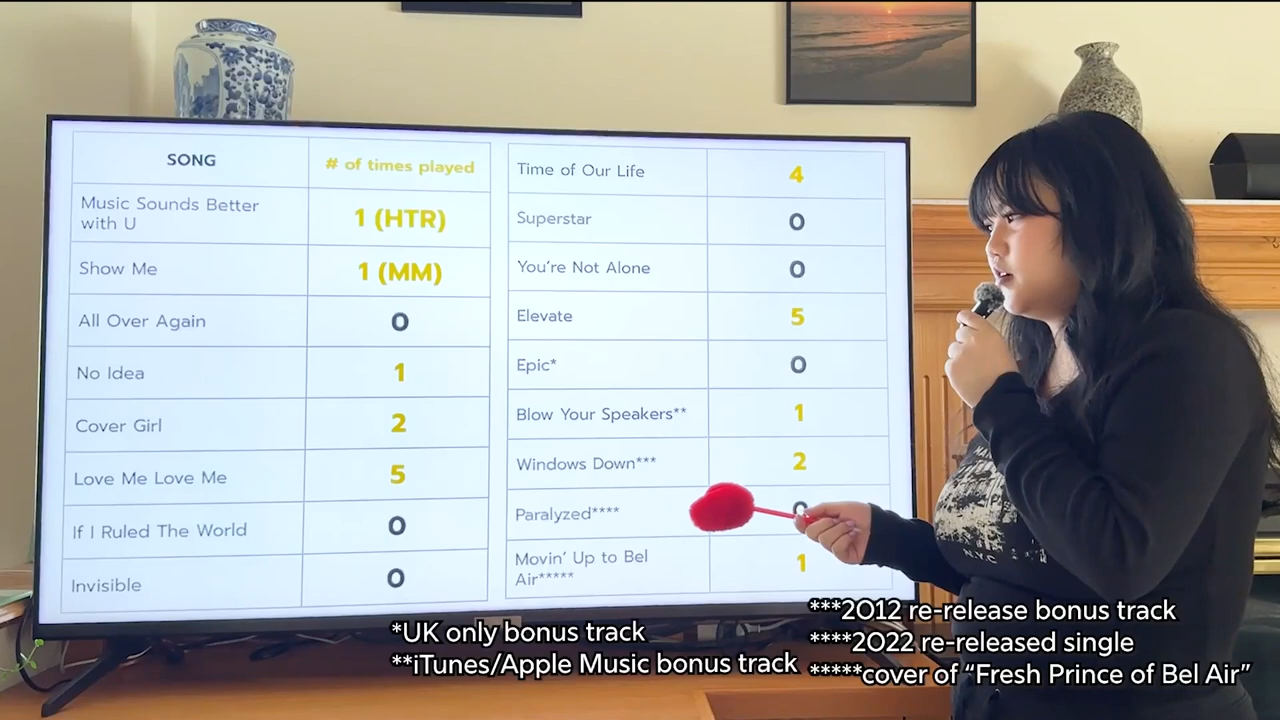 SONG
# of times played
Music Sounds Better
with U
1 (HTR)
Show Me
1 (MM)
All Over Again
0
No Idea
1
Cover Girl
2
Love Me Love Me
5
If I Ruled The World
0
Invisible
0
Time of Our Life
4
Superstar
0
You're Not Alone
0
Elevate
5
Epic*
0
Blow Your Speakers**
1
Windows Down***
2
Paralyzed****
0
Movin' Up to Bel
Air*****
1
*UK only bonus track
**iTunes/Apple Music bonus track
***2012 re-release bonus track
****2022 re-released single
*****cover of "Fresh Prince of Bel Air"